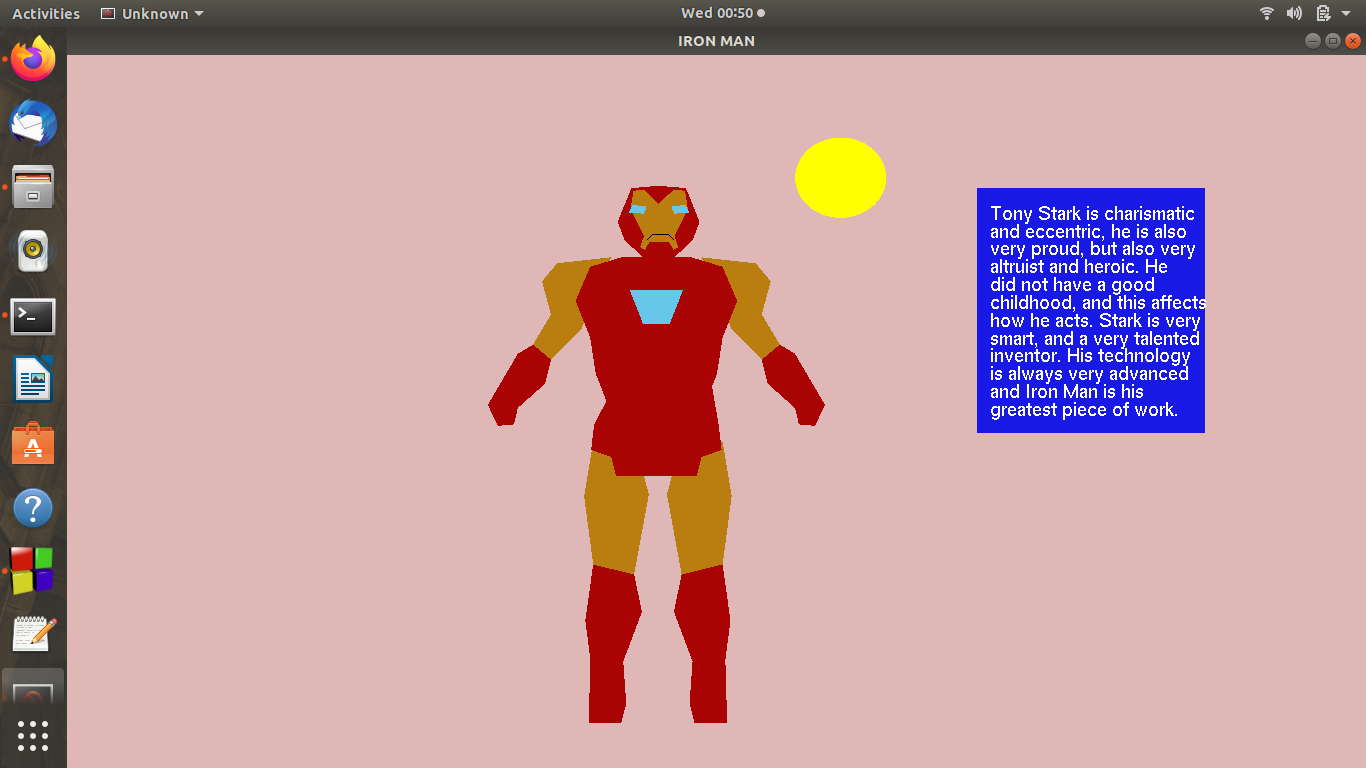 Activities
Unknown
Wed 00:50
IRON MAN
Tony Stark is charismatic
and eccentric, he is also
very proud, but also very
altruist and heroic. He
did not have a good
childhood, and this affects
how he acts. Stark is very
smart, and a very talented
inventor. His technology
is always very advanced
and Iron Man is his
greatest piece of work.